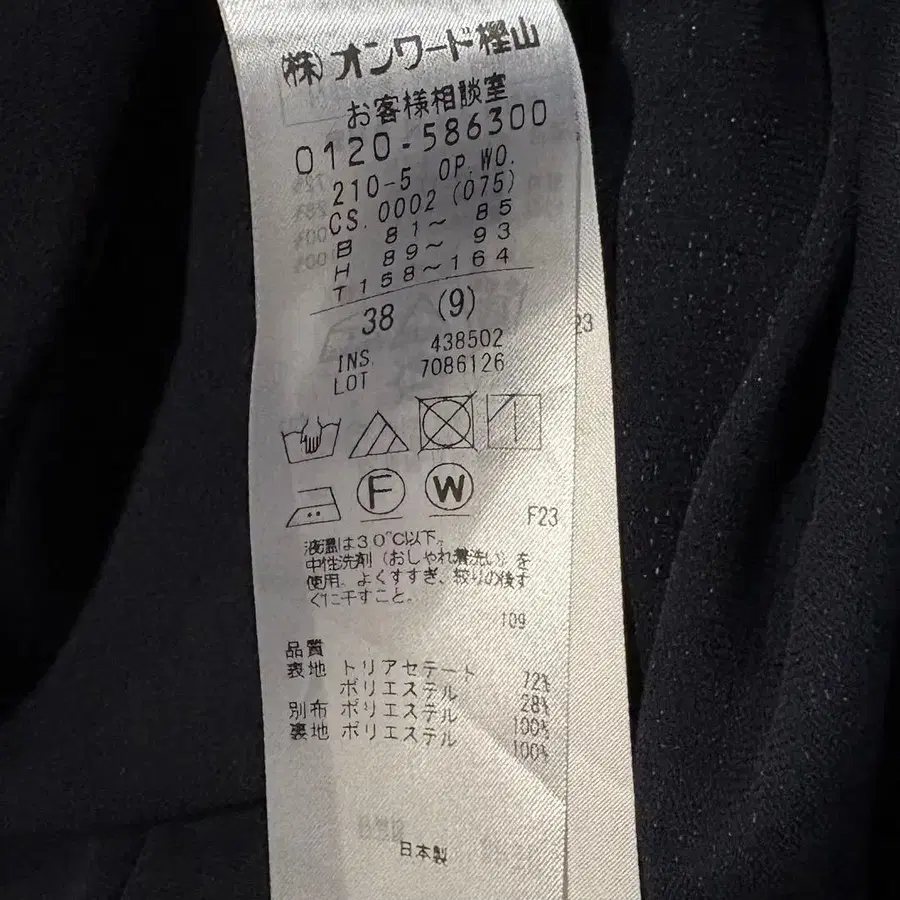 (株)オンワード樫山
お客様相談室
0120-586300
210-5 OP.WO.
CS.0002(075)
B 81～ 85
H 89～ 93
T158～164
38 (9)
INS 438502
LOT 7086126
F W
F23
23
液温は30℃以下。
中性洗剤(おしゃれ着洗い)を
使用。よくすすぎ、絞りの後す
ぐに干すこと。
109
品質
表地 トリアセテート 72%
ポリエステル 28%
別布 ポリエステル 100%
裏地 ポリエステル 100%
日本製